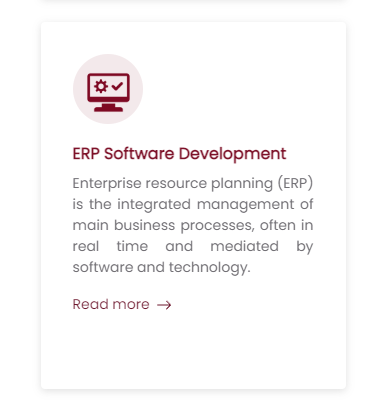 ERP Software Development
Enterprise resource planning (ERP)
is the integrated management of
main business processes, often in
real time and mediated by
software and technology.
Read more →